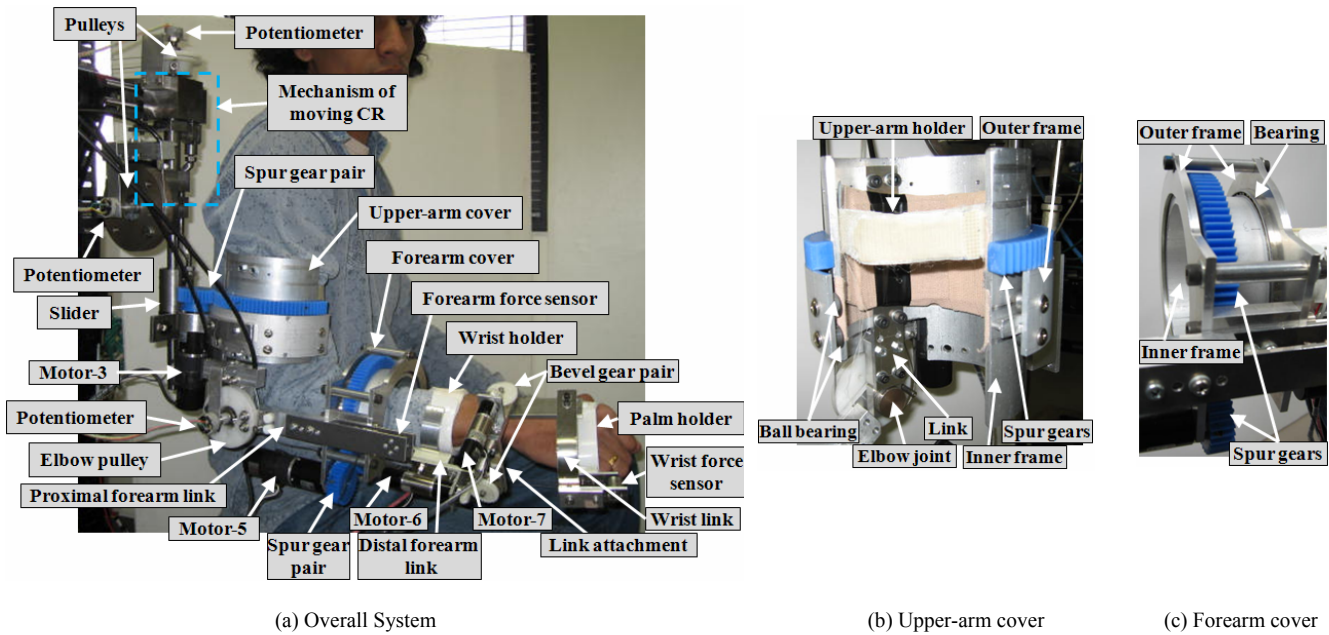 Pulleys
Potentiometer
Mechanism of
moving CR
Spur gear pair
Upper-arm cover
Forearm cover
Potentiometer
Slider
Forearm force sensor
Wrist holder
Motor-3
Bevel gear pair
Potentiometer
Palm holder
Elbow pulley
Wrist force
sensor
Proximal forearm link
Wrist link
Motor-5
Motor-6
Motor-7
Spur gear
pair
Distal forearm
link
Link attachment
(a) Overall System
Upper-arm holder
Outer frame
Ball bearing
Link
Spur gears
Elbow joint
Inner frame
(b) Upper-arm cover
Outer frame
Bearing
Inner frame
Spur gears
(c) Forearm cover